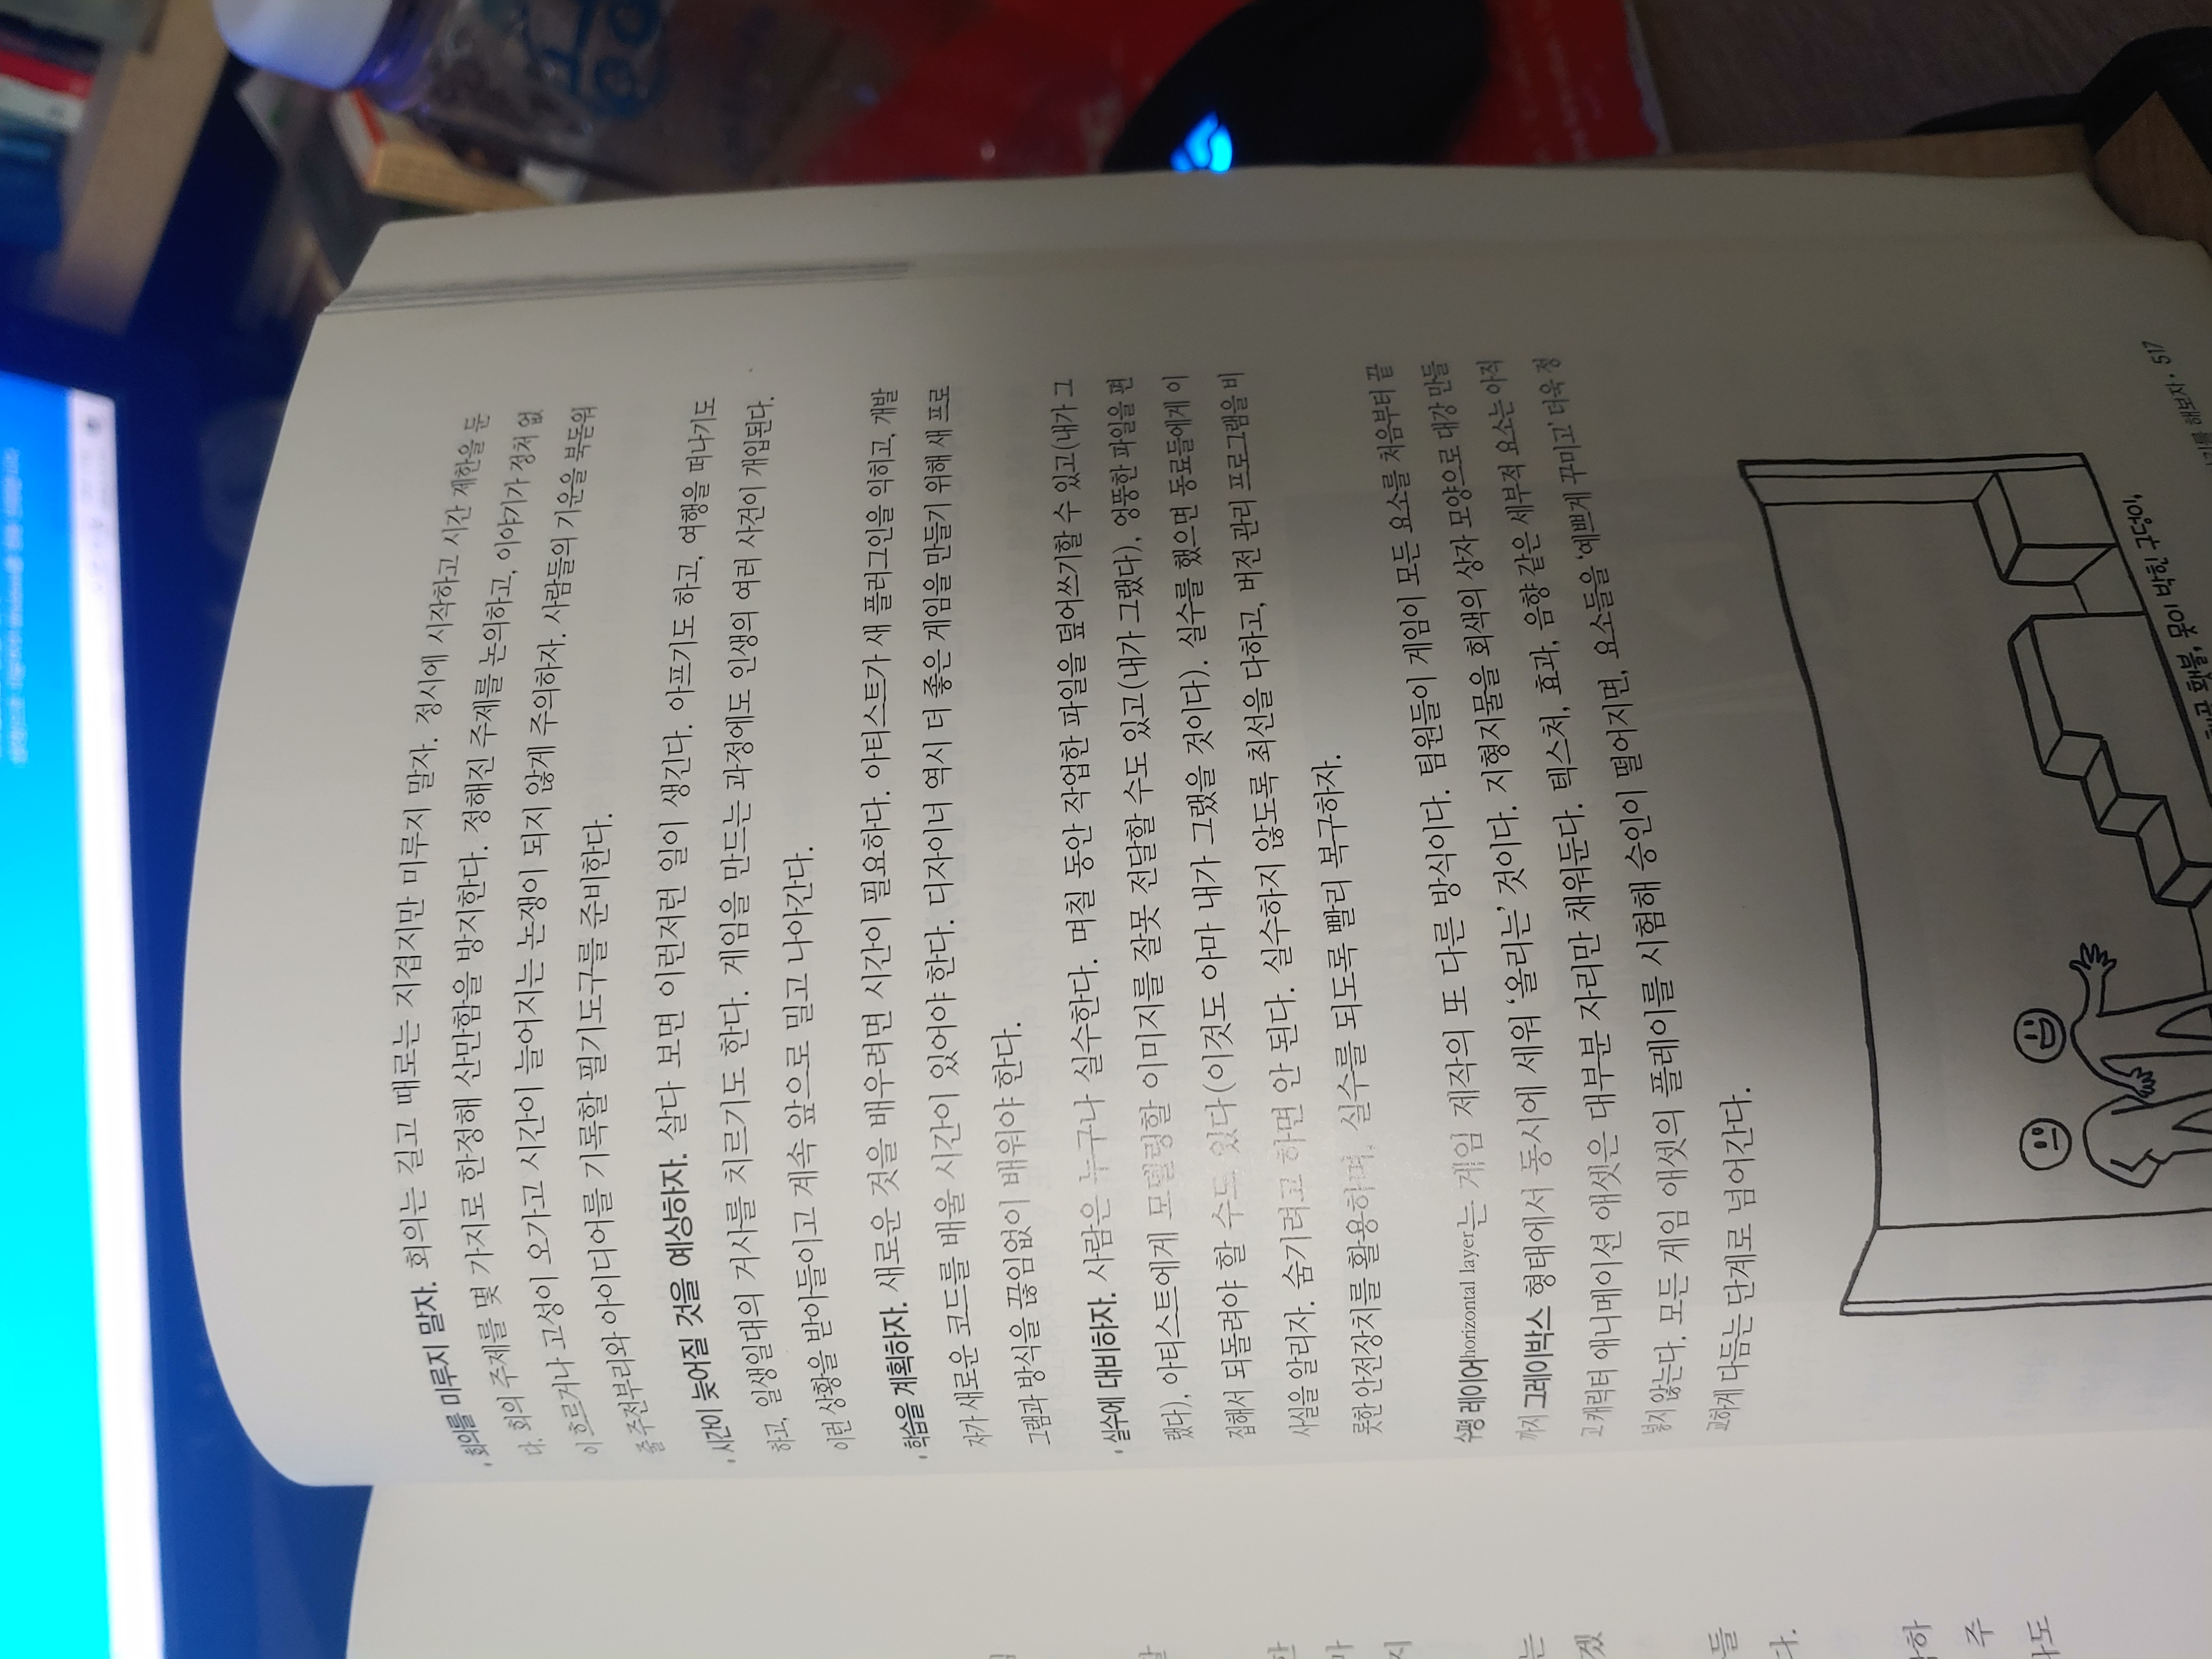 • 회의를 미루지 말자. 회의는 길고 때로는 지겹지만 미루지 말자. 정시에 시작하고 시간 제한을 둔
다. 회의 주제를 몇 가지로 한정해 산만함을 방지한다. 정해진 주제를 논의하고, 이야기가 정처 없
이 흐르거나 고성이 오가고 시간이 늘어지는 논쟁이 되지 않게 주의하자. 사람들의 기운을 북돋워
줄 주전부리와 아이디어를 기록할 필기도구를 준비한다.
• 시간이 늦어질 것을 예상하자. 살다 보면 이런저런 일이 생긴다. 아프기도 하고, 여행을 떠나기도
하고, 일생일대의 거사를 치르기도 한다. 게임을 만드는 과정에도 인생의 여러 사건이 개입된다.
이런 상황을 받아들이고 계속 앞으로 밀고 나아간다.
• 학습을 계획하자. 새로운 것을 배우려면 시간이 필요하다. 아티스트가 새 플러그인을 익히고, 개발
자가 새로운 코드를 배울 시간이 있어야 한다. 디자이너 역시 더 좋은 게임을 만들기 위해 새 프로
그램과 방식을 끊임없이 배워야 한다.
• 실수에 대비하자. 사람은 누구나 실수한다. 며칠 동안 작업한 파일을 덮어쓰기할 수 있고(내가 그
랬다), 아티스트에게 모델링할 이미지를 잘못 전달할 수도 있고(내가 그랬다), 엉뚱한 파일을 편
집해서 되돌려야 할 수도 있다(이것도 아마 내가 그랬을 것이다). 실수를 했으면 동료들에게 이
사실을 알리자. 숨기려고 하면 안 된다. 실수하지 않도록 최선을 다하고, 버전 관리 프로그램을 비
롯한 안전장치를 활용하며, 실수를 되도록 빨리 복구하자.
수평 레이어horizontal layer는 게임 제작의 또 다른 방식이다. 팀원들이 게임이 모든 요소를 처음부터 끝
까지 그레이박스 형태에서 동시에 세워 ‘올리는’ 것이다. 지형지물을 회색의 상자 모양으로 대강 만들
고 캐릭터 애니메이션 애셋은 대부분 자리만 채워둔다. 텍스처, 효과, 음향 같은 세부적 요소는 아직
넣지 않는다. 모든 게임 애셋의 플레이를 시험해 승인이 떨어지면, 요소들을 ‘예쁘게 꾸미고’ 더욱 정
교하게 다듬는 단계로 넘어간다.
횃불, 못이 박힌 구덩이,
해보자 • 517